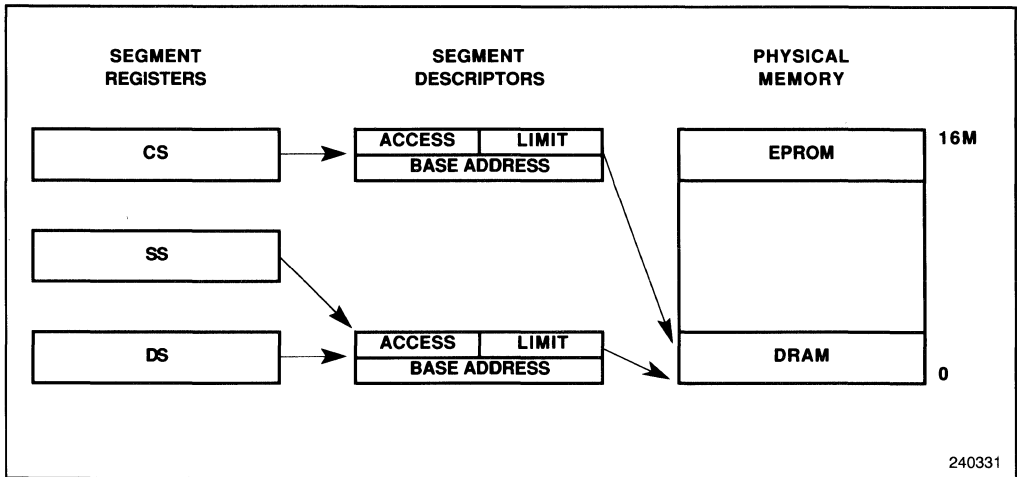 SEGMENT REGISTERS
SEGMENT DESCRIPTORS
PHYSICAL MEMORY
CS
ACCESS LIMIT
BASE ADDRESS
EPROM
16M
SS
DS
ACCESS LIMIT
BASE ADDRESS
DRAM
0
240331